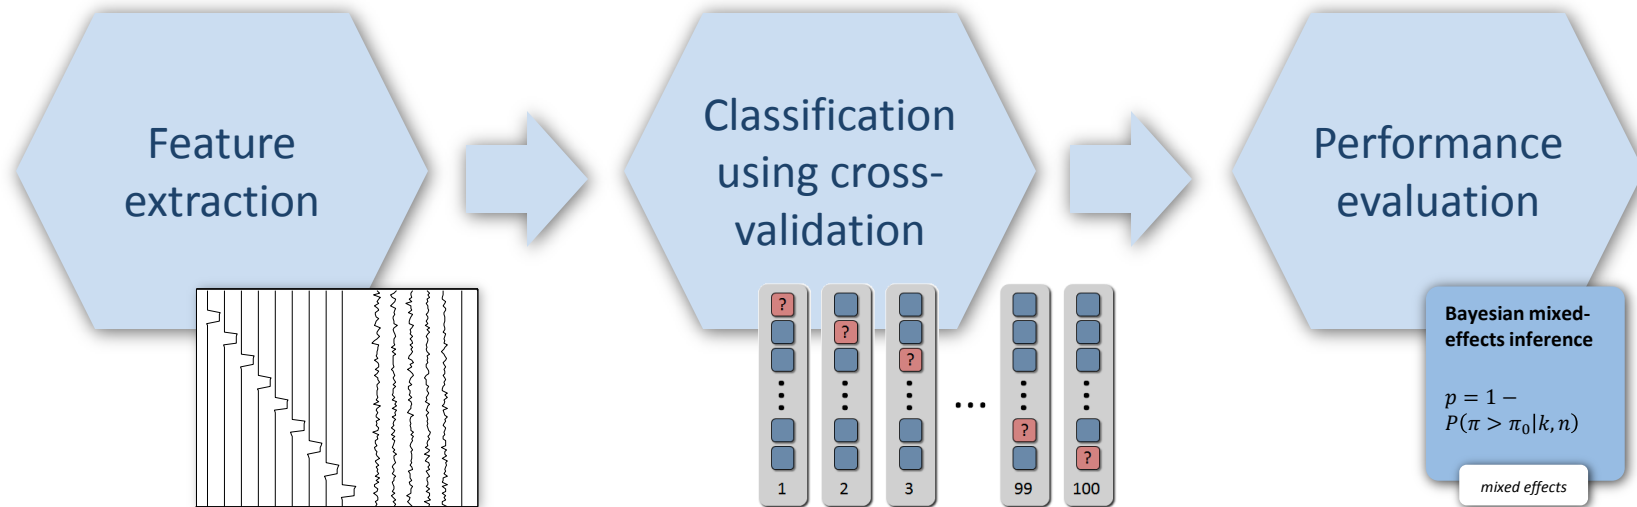 Feature
extraction
Classification
using cross-
validation
Performance
evaluation
?
?
?
?
?
1
2
3
...
99
100
Bayesian mixed-
effects inference
p = 1 −
P(π > π₀|k, n)
mixed effects